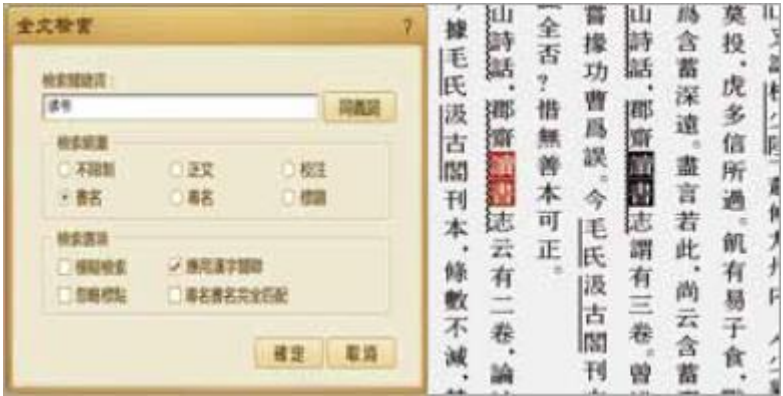 全文檢索 ?
檢索關鍵詞：
讀書 同義詞
檢索範圍
不限制 正文 校注
書名 專名 標題
檢索選項
模糊檢索 應用漢字關聯
忽略標點 專名書名完全匹配
確定 取消
莫投，虎多信所過。飢有易子食，
爲含蓄深遠。盡言若此，尚云含蓄
山詩話，郡齋讀書志謂有三卷。曾
嘗掾功曹爲誤。今毛氏汲古閣刊
全否？惜無善本可正。
山詩話，郡齋讀書志云有二卷，論
據毛氏汲古閣刊本，條數不減，